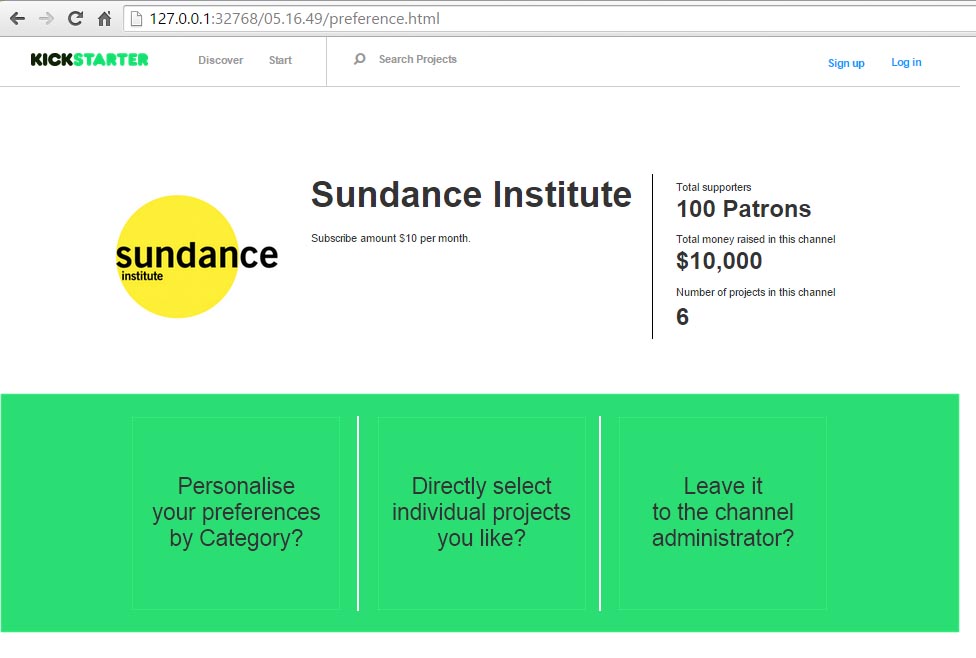 127.0.0.1:32768/05.16.49/preference.html
KICKSTARTER Discover Start Search Projects Sign up Log in
sundance
institute
Sundance Institute
Subscribe amount $10 per month.
Total supporters
100 Patrons
Total money raised in this channel
$10,000
Number of projects in this channel
6
Personalise
your preferences
by Category?
Directly select
individual projects
you like?
Leave it
to the channel
administrator?